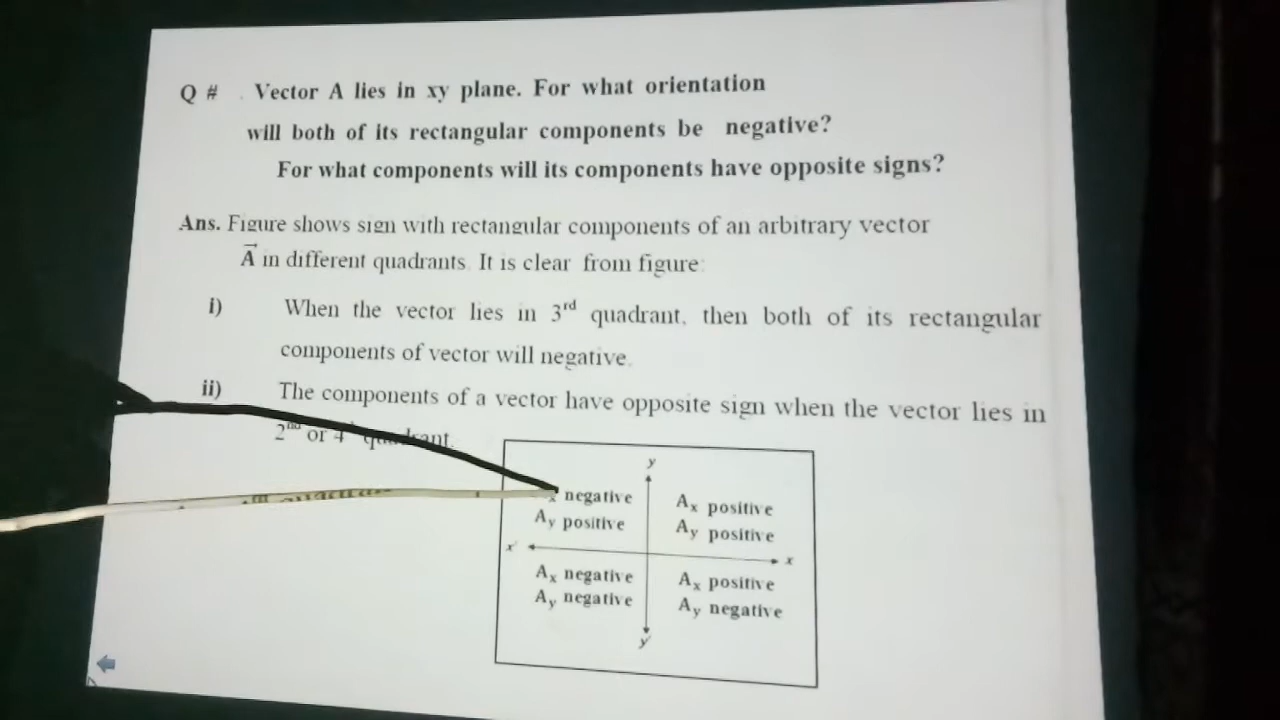 Q # Vector A lies in xy plane. For what orientation
will both of its rectangular components be negative?
For what components will its components have opposite signs?
Ans. Figure shows sign with rectangular components of an arbitrary vector
A⃗ in different quadrants. It is clear from figure:
i) When the vector lies in 3rd quadrant, then both of its rectangular
components of vector will negative.
ii) The components of a vector have opposite sign when the vector lies in
2nd or 4 quadrant.
y
negative
Ay positive
Ax positive
Ay positive
x'
x
Ax negative
Ay negative
Ax positive
Ay negative
y'